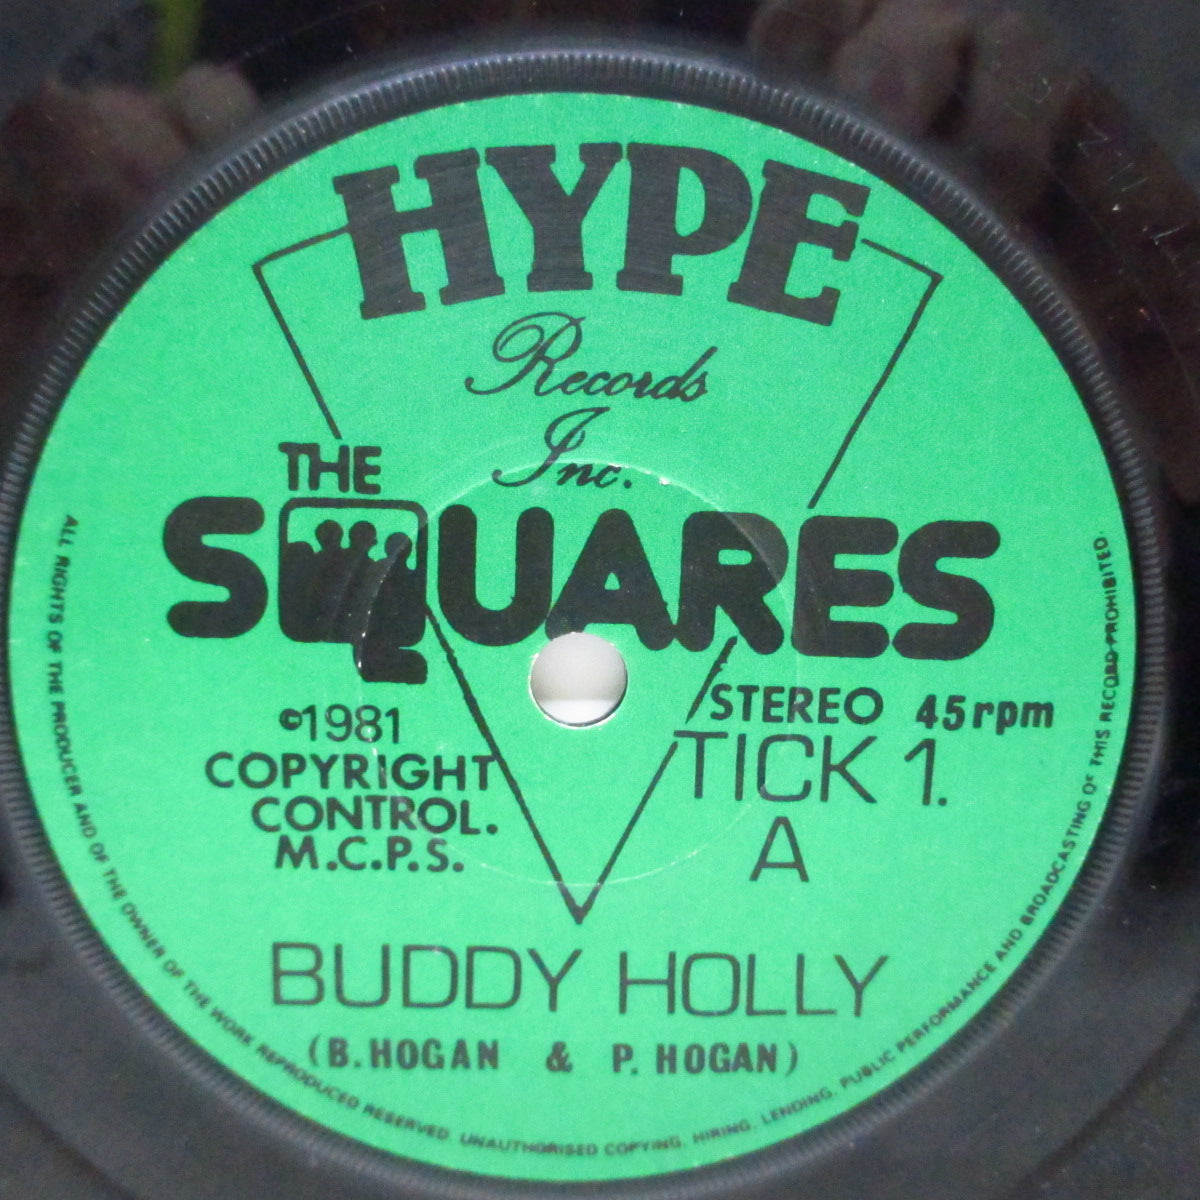 HYPE
Records
Inc.
THE
SQUARES
©1981
COPYRIGHT
CONTROL.
M.C.P.S.
STEREO 45rpm
TICK 1.
A
BUDDY HOLLY
(B.HOGAN & P. HOGAN)
ALL RIGHTS OF THE PRODUCER AND OF THE OWNER OF THE WORK REPRODUCED RESERVED. UNAUTHORISED COPYING, HIRING, LENDING, PUBLIC PERFORMANCE AND BROADCASTING OF THIS RECORD PROHIBITED.